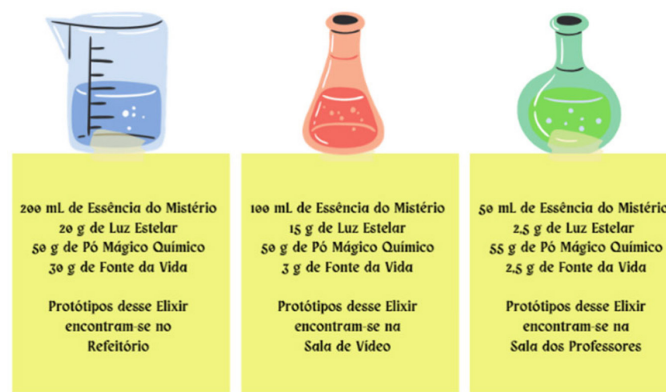 200 mL de Essência do Mistério
20 g de Luz Estelar
50 g de Pó Mágico Químico
30 g de Fonte da Vida
Protótipos desse Elixir
encontram-se no
Refeitório
100 mL de Essência do Mistério
15 g de Luz Estelar
50 g de Pó Mágico Químico
3 g de Fonte da Vida
Protótipos desse Elixir
encontram-se na
Sala de Vídeo
50 mL de Essência do Mistério
2,5 g de Luz Estelar
55 g de Pó Mágico Químico
2,5 g de Fonte da Vida
Protótipos desse Elixir
encontram-se na
Sala dos Professores